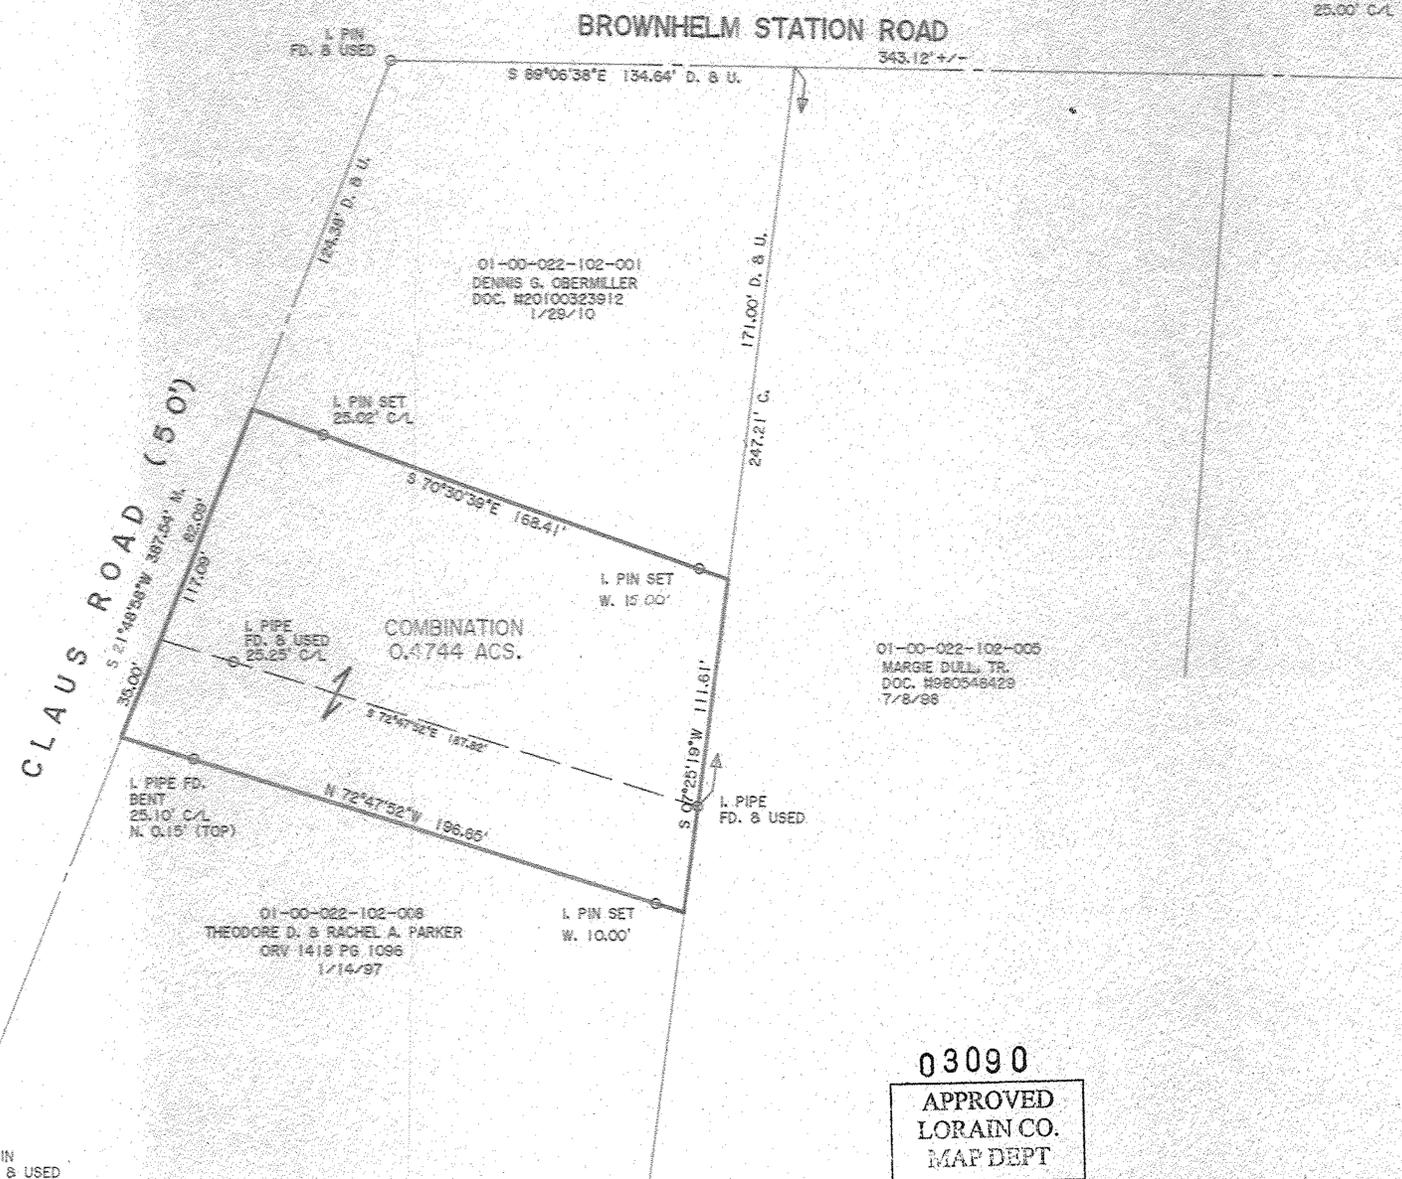 25.00' C/L
BROWNHELM STATION ROAD
343.12'+/-
I. PIN
FD. & USED
S 89°06'38"E 134.64' D. & U.
124.38' D. & U.
01-00-022-102-001
DENNIS G. OBERMILLER
DOC. #20100323912
1/29/10
171.00' D. & U.
247.21' C.
I. PIN SET
25.02' C/L
S 70°30'39"E 168.41'
CLAUS ROAD (50')
S 21°48'58"W 387.54' M.
82.09'
117.09'
35.00'
I. PIN SET
W. 15.00'
I. PIPE
FD. & USED
25.25' C/L
COMBINATION
0.4744 ACS.
S 72°47'52"E 187.82'
S 07°25'19"W 111.61'
01-00-022-102-005
MARGIE DULL, TR.
DOC. #980548429
7/8/98
I. PIPE
FD. & USED
I. PIPE FD.
BENT
25.10' C/L
N. 0.15' (TOP)
N 72°47'52"W 196.65'
01-00-022-102-008
THEODORE D. & RACHEL A. PARKER
ORV 1418 PG 1096
1/14/97
I. PIN SET
W. 10.00'
03090
APPROVED
LORAIN CO.
MAP DEPT
IN
& USED